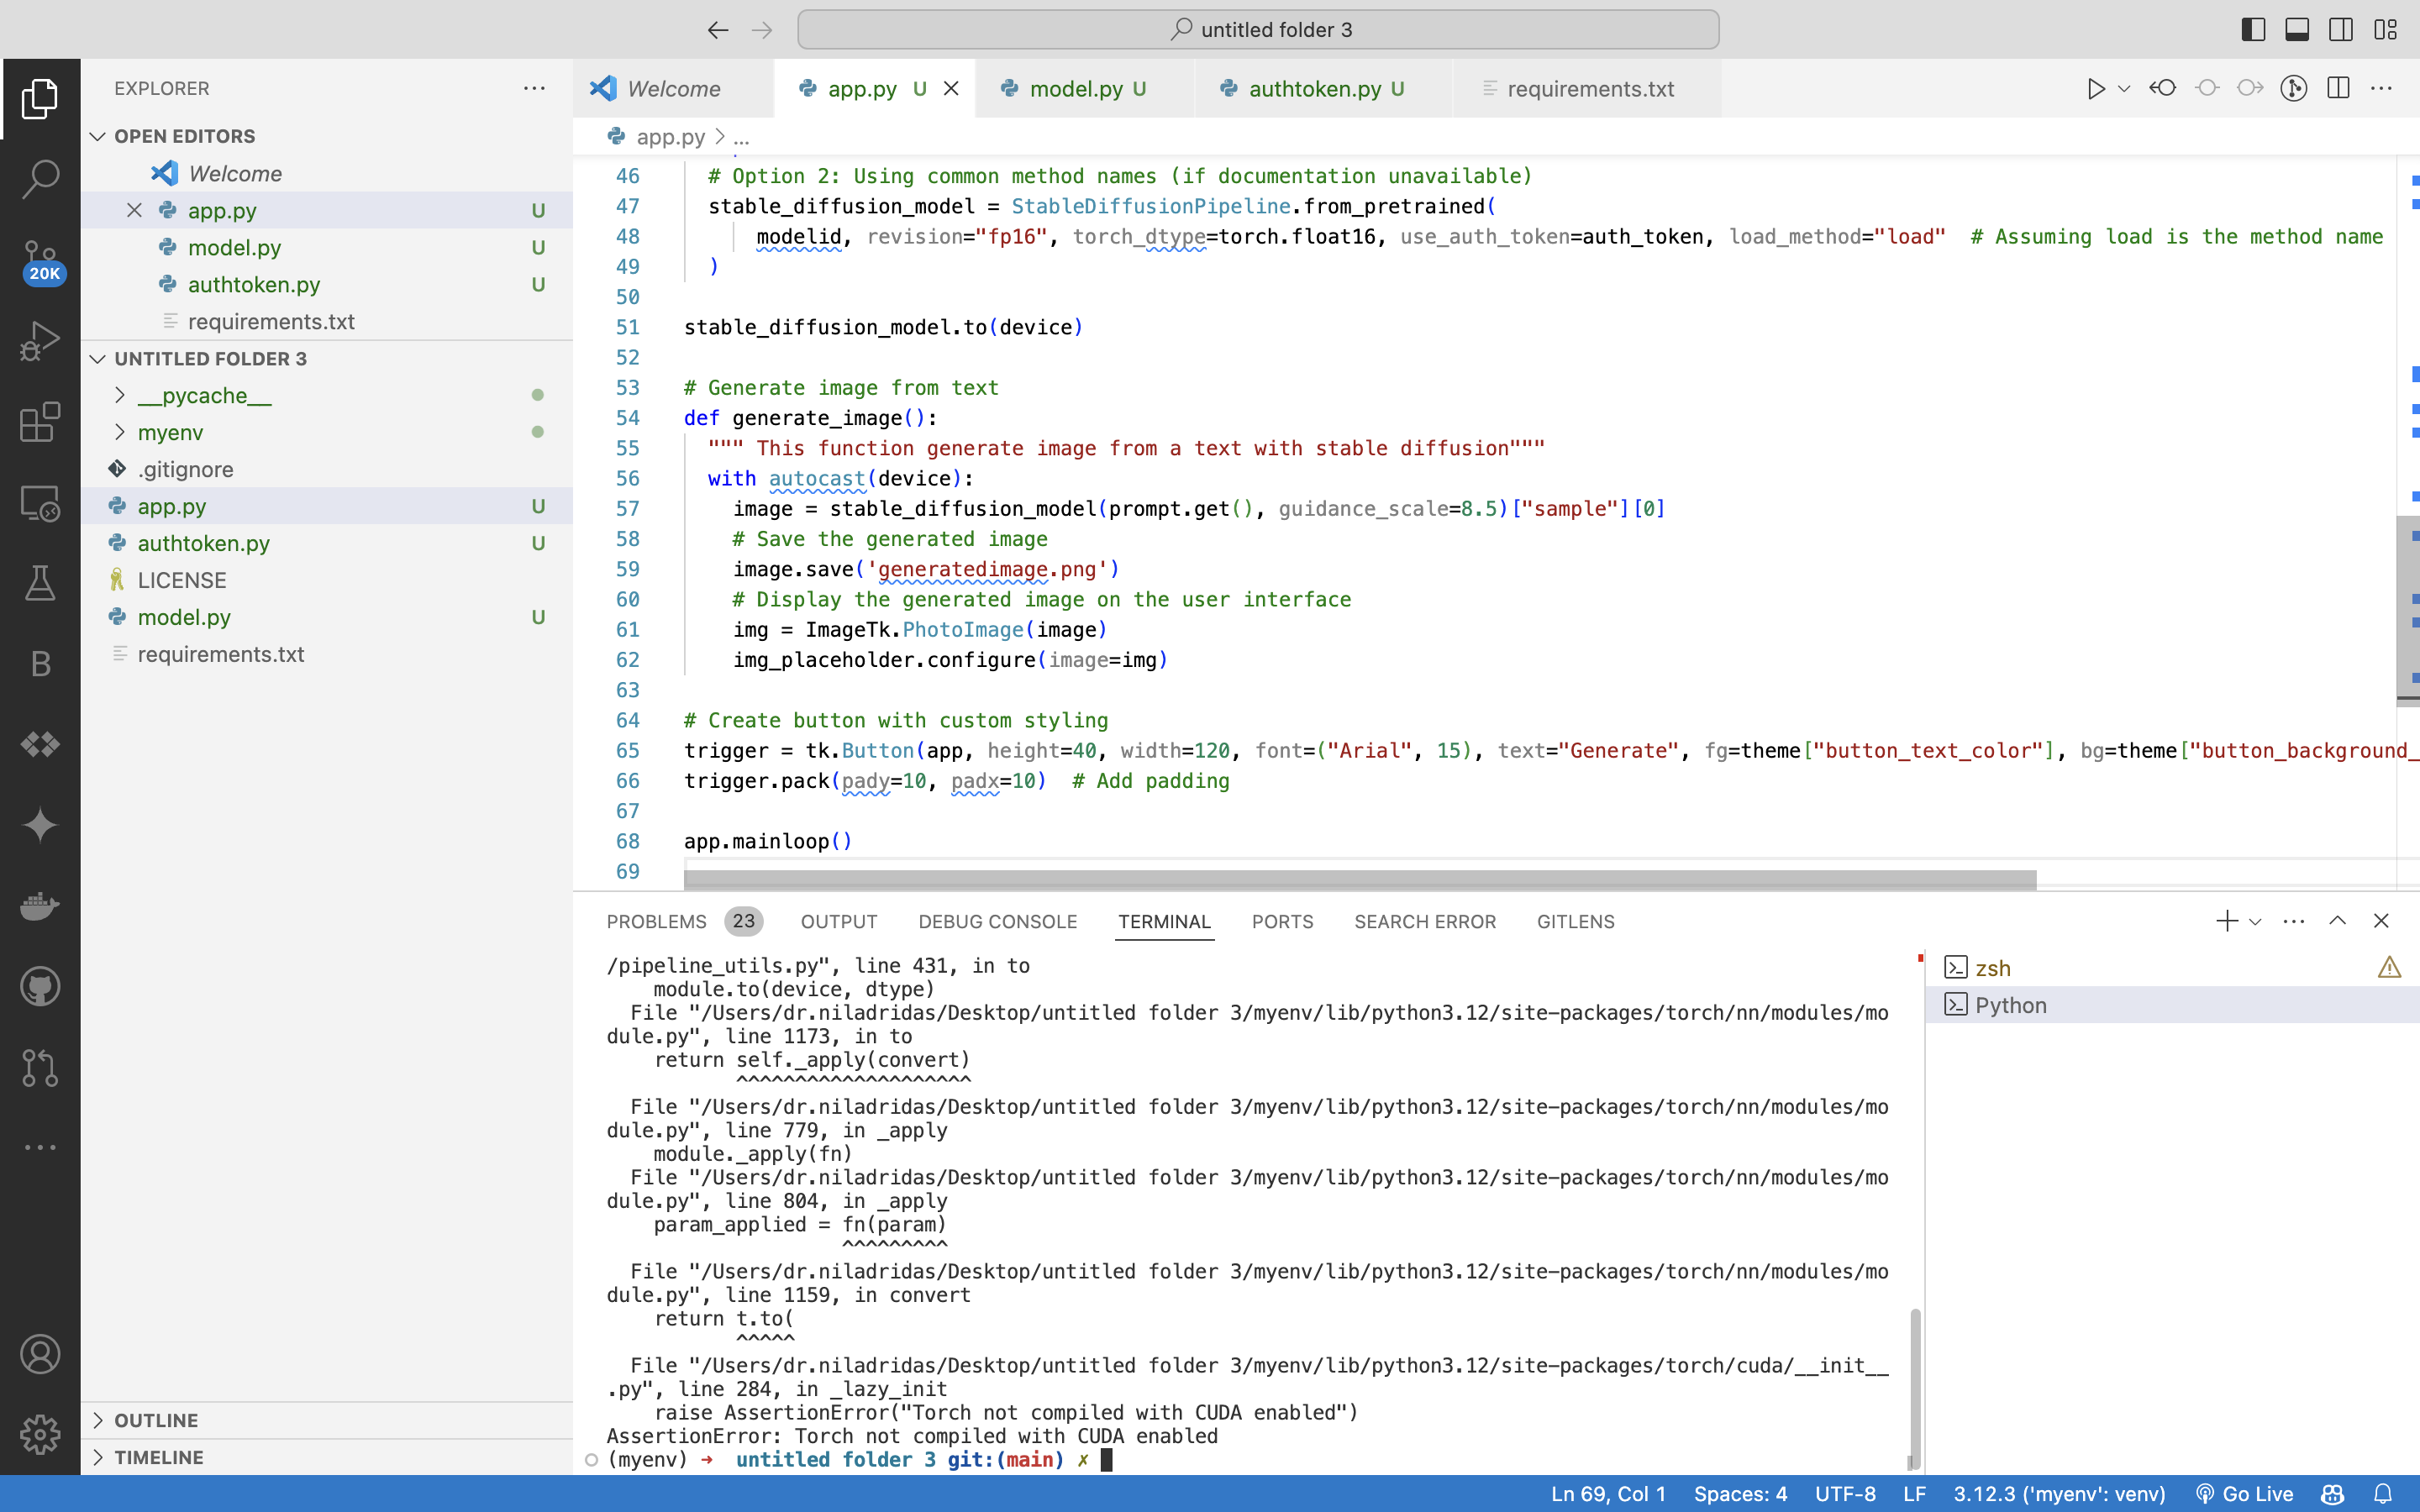 untitled folder 3
EXPLORER
OPEN EDITORS
Welcome
app.py U
model.py U
authtoken.py U
requirements.txt
UNTITLED FOLDER 3
__pycache__
myenv
.gitignore
app.py U
authtoken.py U
LICENSE
model.py U
requirements.txt
OUTLINE
TIMELINE
20K
B
Welcome app.py U model.py U authtoken.py U requirements.txt
app.py > ...
46 # Option 2: Using common method names (if documentation unavailable)
47 stable_diffusion_model = StableDiffusionPipeline.from_pretrained(
48 modelid, revision="fp16", torch_dtype=torch.float16, use_auth_token=auth_token, load_method="load" # Assuming load is the method name
49 )
50
51 stable_diffusion_model.to(device)
52
53 # Generate image from text
54 def generate_image():
55 """ This function generate image from a text with stable diffusion"""
56 with autocast(device):
57 image = stable_diffusion_model(prompt.get(), guidance_scale=8.5)["sample"][0]
58 # Save the generated image
59 image.save('generatedimage.png')
60 # Display the generated image on the user interface
61 img = ImageTk.PhotoImage(image)
62 img_placeholder.configure(image=img)
63
64 # Create button with custom styling
65 trigger = tk.Button(app, height=40, width=120, font=("Arial", 15), text="Generate", fg=theme["button_text_color"], bg=theme["button_background_
66 trigger.pack(pady=10, padx=10) # Add padding
67
68 app.mainloop()
69
PROBLEMS 23 OUTPUT DEBUG CONSOLE TERMINAL PORTS SEARCH ERROR GITLENS
/pipeline_utils.py", line 431, in to
module.to(device, dtype)
File "/Users/dr.niladridas/Desktop/untitled folder 3/myenv/lib/python3.12/site-packages/torch/nn/modules/mo
dule.py", line 1173, in to
return self._apply(convert)
^^^^^^^^^^^^^^^^^^^^
File "/Users/dr.niladridas/Desktop/untitled folder 3/myenv/lib/python3.12/site-packages/torch/nn/modules/mo
dule.py", line 779, in _apply
module._apply(fn)
File "/Users/dr.niladridas/Desktop/untitled folder 3/myenv/lib/python3.12/site-packages/torch/nn/modules/mo
dule.py", line 804, in _apply
param_applied = fn(param)
^^^^^^^^^
File "/Users/dr.niladridas/Desktop/untitled folder 3/myenv/lib/python3.12/site-packages/torch/nn/modules/mo
dule.py", line 1159, in convert
return t.to(
^^^^^
File "/Users/dr.niladridas/Desktop/untitled folder 3/myenv/lib/python3.12/site-packages/torch/cuda/__init__
.py", line 284, in _lazy_init
raise AssertionError("Torch not compiled with CUDA enabled")
AssertionError: Torch not compiled with CUDA enabled
(myenv) ➜ untitled folder 3 git:(main) ✗
zsh
Python
Ln 69, Col 1 Spaces: 4 UTF-8 LF 3.12.3 ('myenv': venv) Go Live